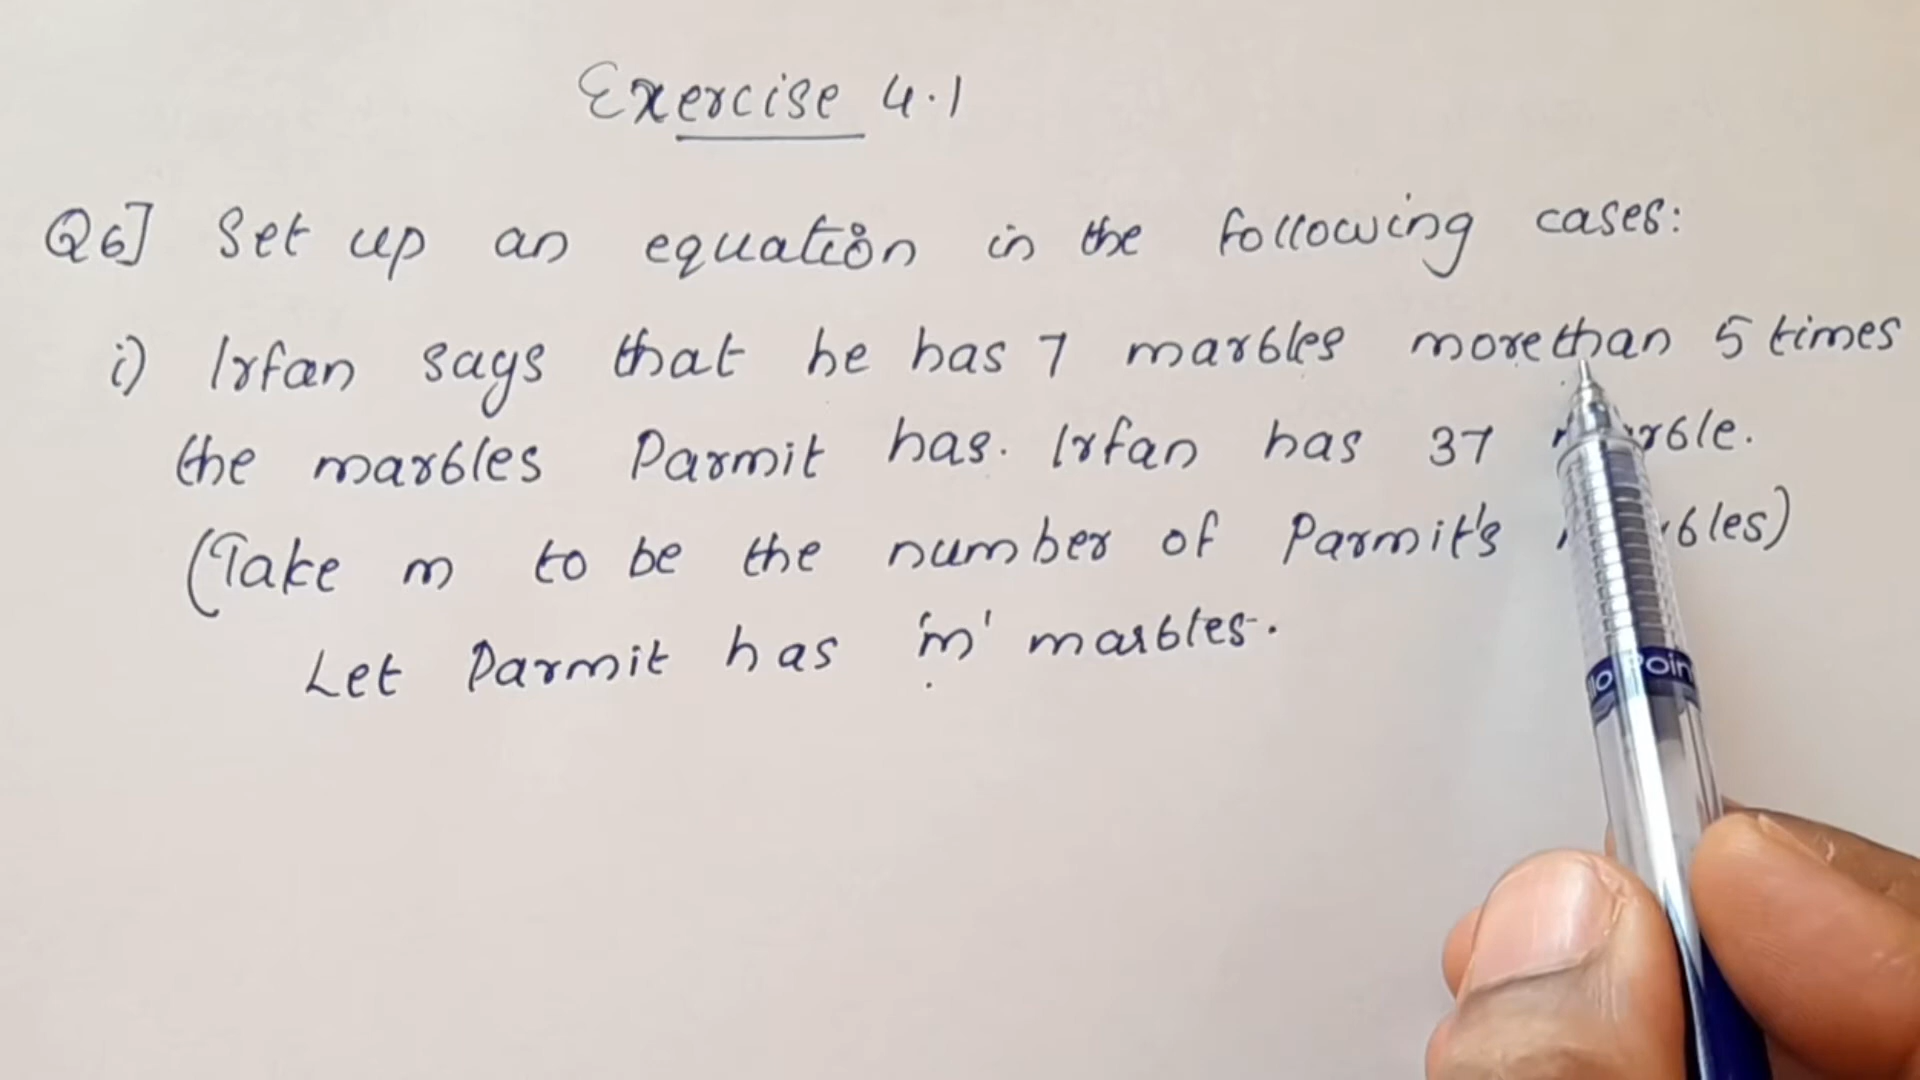 Exercise 4.1
Q6] Set up an equation in the following cases:
i) Irfan says that he has 7 marbles more than 5 times
the marbles Parmit has. Irfan has 37
(Take m to be the number of Parmit's
Let Parmit has 'm' marbles.
Poin